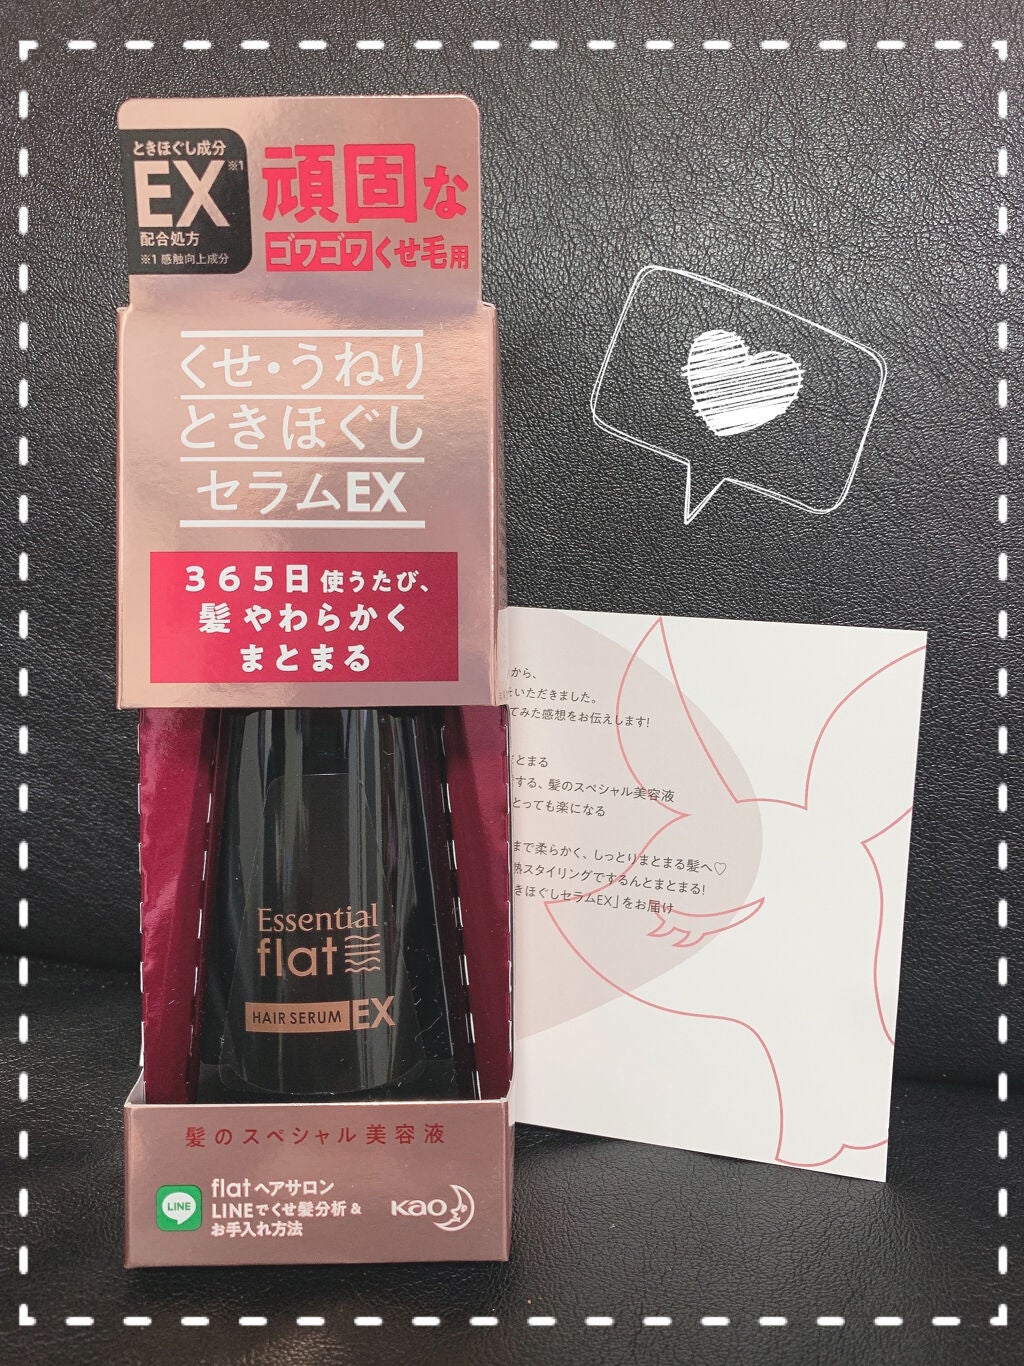 ときほぐし成分
EX※1
配合処方
※1 感触向上成分
頑固な
ゴワゴワくせ毛用
くせ・うねり
ときほぐし
セラムEX
365日使うたび、
髪やわらかく
まとまる
Essential
flat
HAIR SERUM EX
髪のスペシャル美容液
LINE
flatヘアサロン
LINEでくせ髪分析&
お手入れ方法
Kao
から、
いただきました。
てみた感想をお伝えします!
とまる
する、髪のスペシャル美容液
とっても楽になる
まで柔らかく、しっとりまとまる髪へ♡
熱スタイリングでするんとまとまる!
きほぐしセラムEX」をお届け